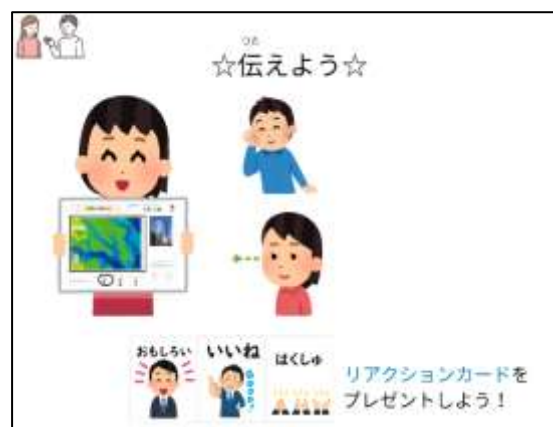 つた
☆伝えよう☆
おもしろい
いいね
はくしゅ
リアクションカードを
プレゼントしよう！